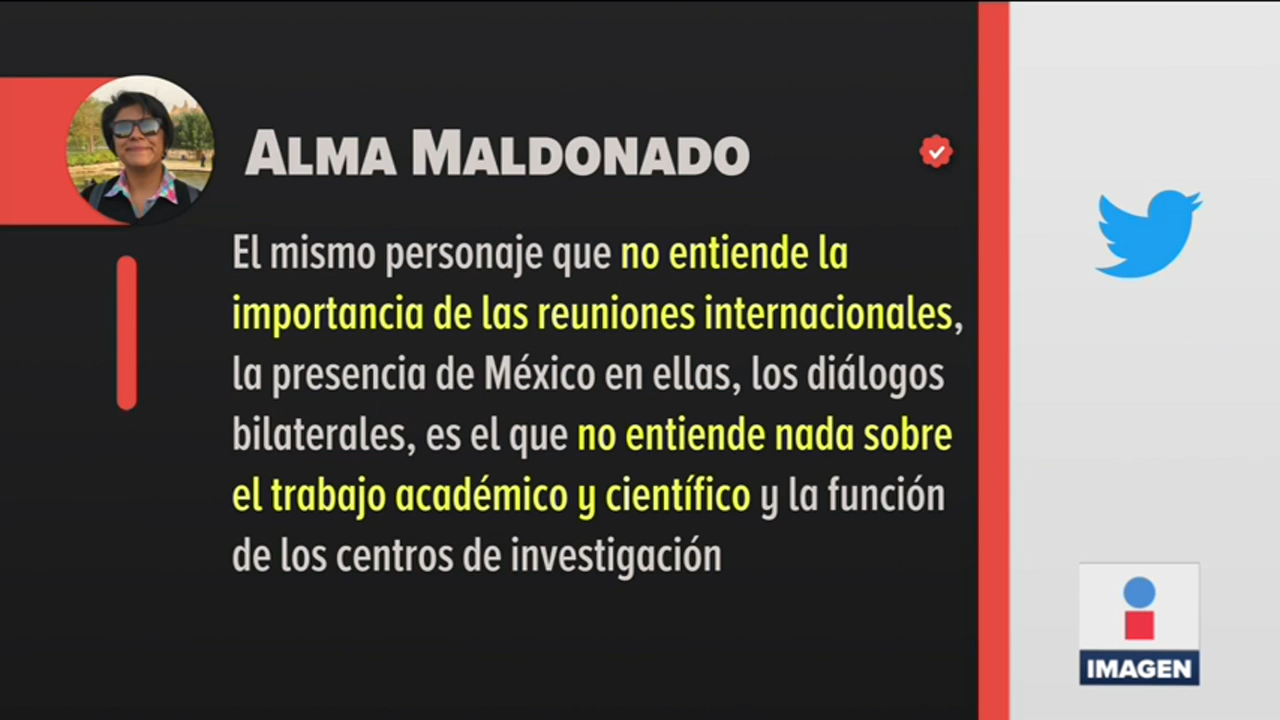 ALMA MALDONADO
El mismo personaje que no entiende la
importancia de las reuniones internacionales,
la presencia de México en ellas, los diálogos
bilaterales, es el que no entiende nada sobre
el trabajo académico y científico y la función
de los centros de investigación
IMAGEN